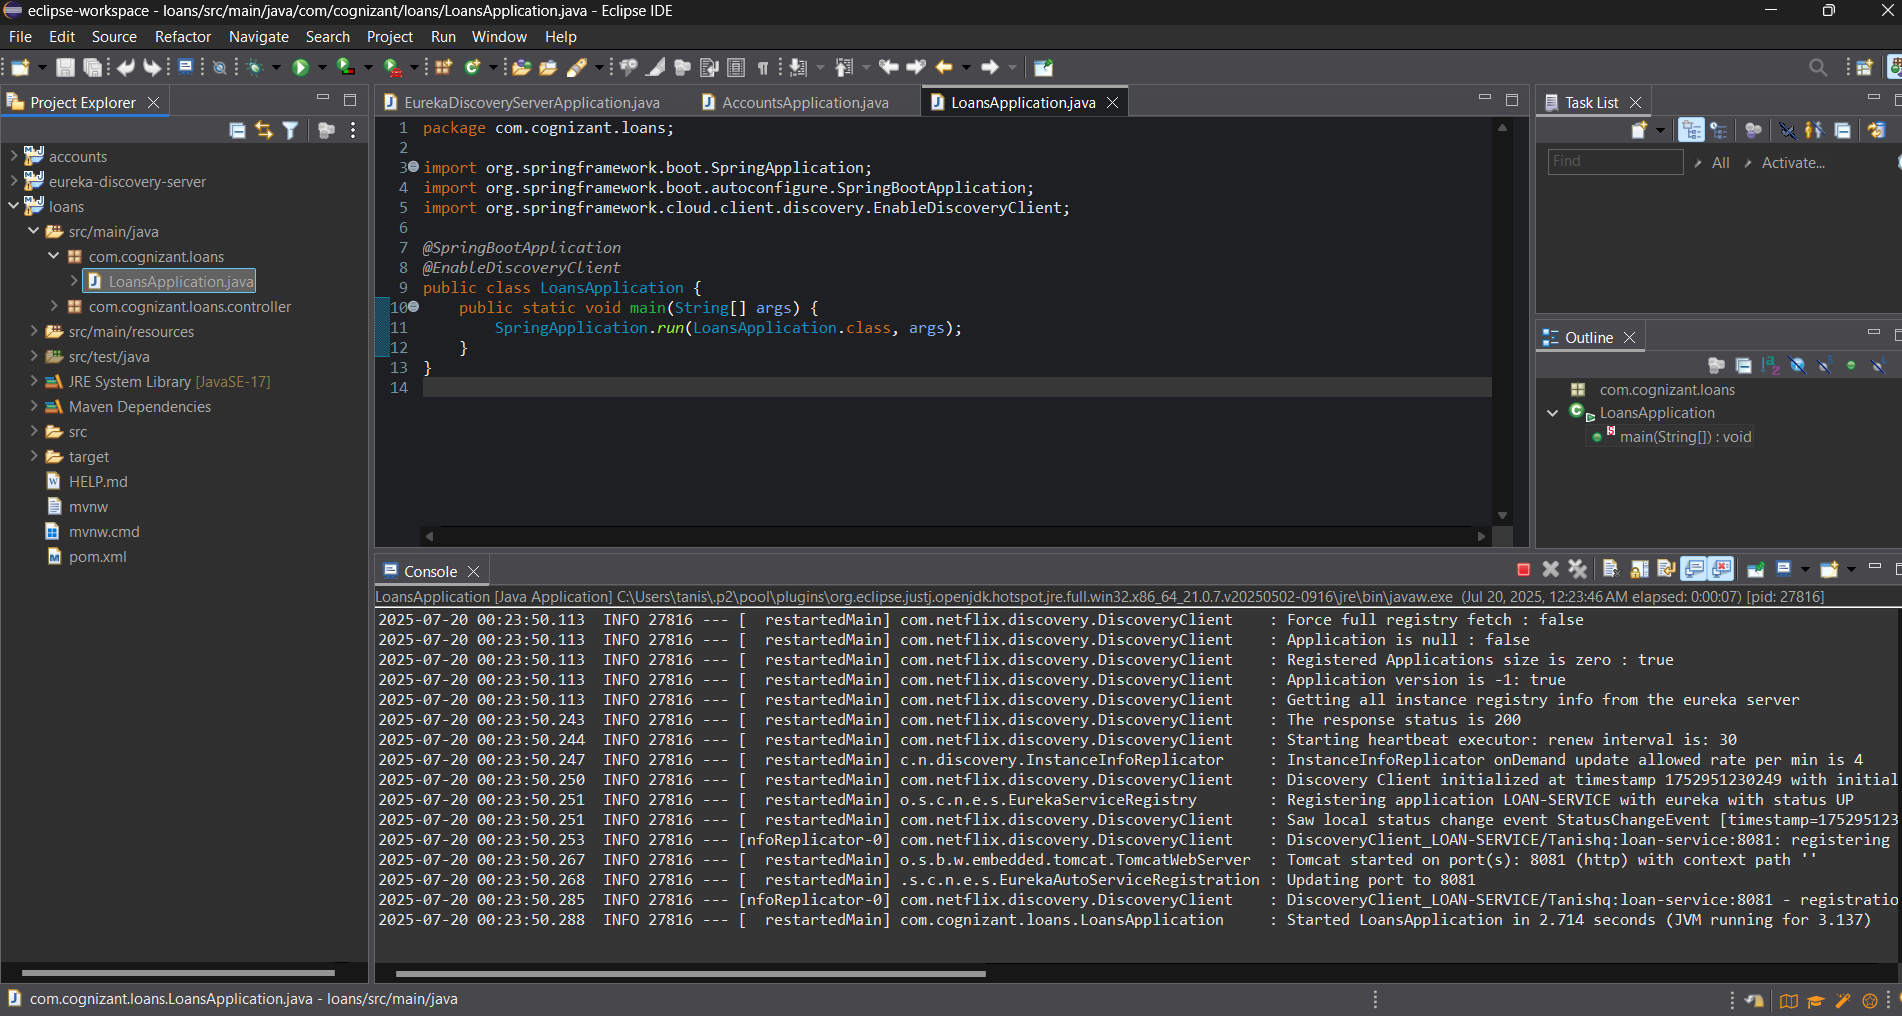 eclipse-workspace - loans/src/main/java/com/cognizant/loans/LoansApplication.java - Eclipse IDE
File Edit Source Refactor Navigate Search Project Run Window Help
Project Explorer
accounts
eureka-discovery-server
loans
src/main/java
com.cognizant.loans
LoansApplication.java
com.cognizant.loans.controller
src/main/resources
src/test/java
JRE System Library [JavaSE-17]
Maven Dependencies
src
target
HELP.md
mvnw
mvnw.cmd
pom.xml
EurekaDiscoveryServerApplication.java AccountsApplication.java LoansApplication.java
1 package com.cognizant.loans;
2
3 import org.springframework.boot.SpringApplication;
4 import org.springframework.boot.autoconfigure.SpringBootApplication;
5 import org.springframework.cloud.client.discovery.EnableDiscoveryClient;
6
7 @SpringBootApplication
8 @EnableDiscoveryClient
9 public class LoansApplication {
10 public static void main(String[] args) {
11 SpringApplication.run(LoansApplication.class, args);
12 }
13 }
14
Task List
Find All Activate...
Outline
com.cognizant.loans
LoansApplication
main(String[]) : void
Console
LoansApplication [Java Application] C:\Users\tanis\.p2\pool\plugins\org.eclipse.justj.openjdk.hotspot.jre.full.win32.x86_64_21.0.7.v20250502-0916\jre\bin\javaw.exe (Jul 20, 2025, 12:23:46 AM elapsed: 0:00:07) [pid: 27816]
2025-07-20 00:23:50.113 INFO 27816 --- [ restartedMain] com.netflix.discovery.DiscoveryClient : Force full registry fetch : false
2025-07-20 00:23:50.113 INFO 27816 --- [ restartedMain] com.netflix.discovery.DiscoveryClient : Application is null : false
2025-07-20 00:23:50.113 INFO 27816 --- [ restartedMain] com.netflix.discovery.DiscoveryClient : Registered Applications size is zero : true
2025-07-20 00:23:50.113 INFO 27816 --- [ restartedMain] com.netflix.discovery.DiscoveryClient : Application version is -1: true
2025-07-20 00:23:50.113 INFO 27816 --- [ restartedMain] com.netflix.discovery.DiscoveryClient : Getting all instance registry info from the eureka server
2025-07-20 00:23:50.243 INFO 27816 --- [ restartedMain] com.netflix.discovery.DiscoveryClient : The response status is 200
2025-07-20 00:23:50.244 INFO 27816 --- [ restartedMain] com.netflix.discovery.DiscoveryClient : Starting heartbeat executor: renew interval is: 30
2025-07-20 00:23:50.247 INFO 27816 --- [ restartedMain] c.n.discovery.InstanceInfoReplicator : InstanceInfoReplicator onDemand update allowed rate per min is 4
2025-07-20 00:23:50.250 INFO 27816 --- [ restartedMain] com.netflix.discovery.DiscoveryClient : Discovery Client initialized at timestamp 1752951230249 with initial
2025-07-20 00:23:50.251 INFO 27816 --- [ restartedMain] o.s.c.n.e.s.EurekaServiceRegistry : Registering application LOAN-SERVICE with eureka with status UP
2025-07-20 00:23:50.251 INFO 27816 --- [ restartedMain] com.netflix.discovery.DiscoveryClient : Saw local status change event StatusChangeEvent [timestamp=175295123
2025-07-20 00:23:50.253 INFO 27816 --- [nfoReplicator-0] com.netflix.discovery.DiscoveryClient : DiscoveryClient_LOAN-SERVICE/Tanishq:loan-service:8081: registering
2025-07-20 00:23:50.267 INFO 27816 --- [ restartedMain] o.s.b.w.embedded.tomcat.TomcatWebServer : Tomcat started on port(s): 8081 (http) with context path ''
2025-07-20 00:23:50.268 INFO 27816 --- [ restartedMain] .s.c.n.e.s.EurekaAutoServiceRegistration : Updating port to 8081
2025-07-20 00:23:50.285 INFO 27816 --- [nfoReplicator-0] com.netflix.discovery.DiscoveryClient : DiscoveryClient_LOAN-SERVICE/Tanishq:loan-service:8081 - registratio
2025-07-20 00:23:50.288 INFO 27816 --- [ restartedMain] com.cognizant.loans.LoansApplication : Started LoansApplication in 2.714 seconds (JVM running for 3.137)
com.cognizant.loans.LoansApplication.java - loans/src/main/java